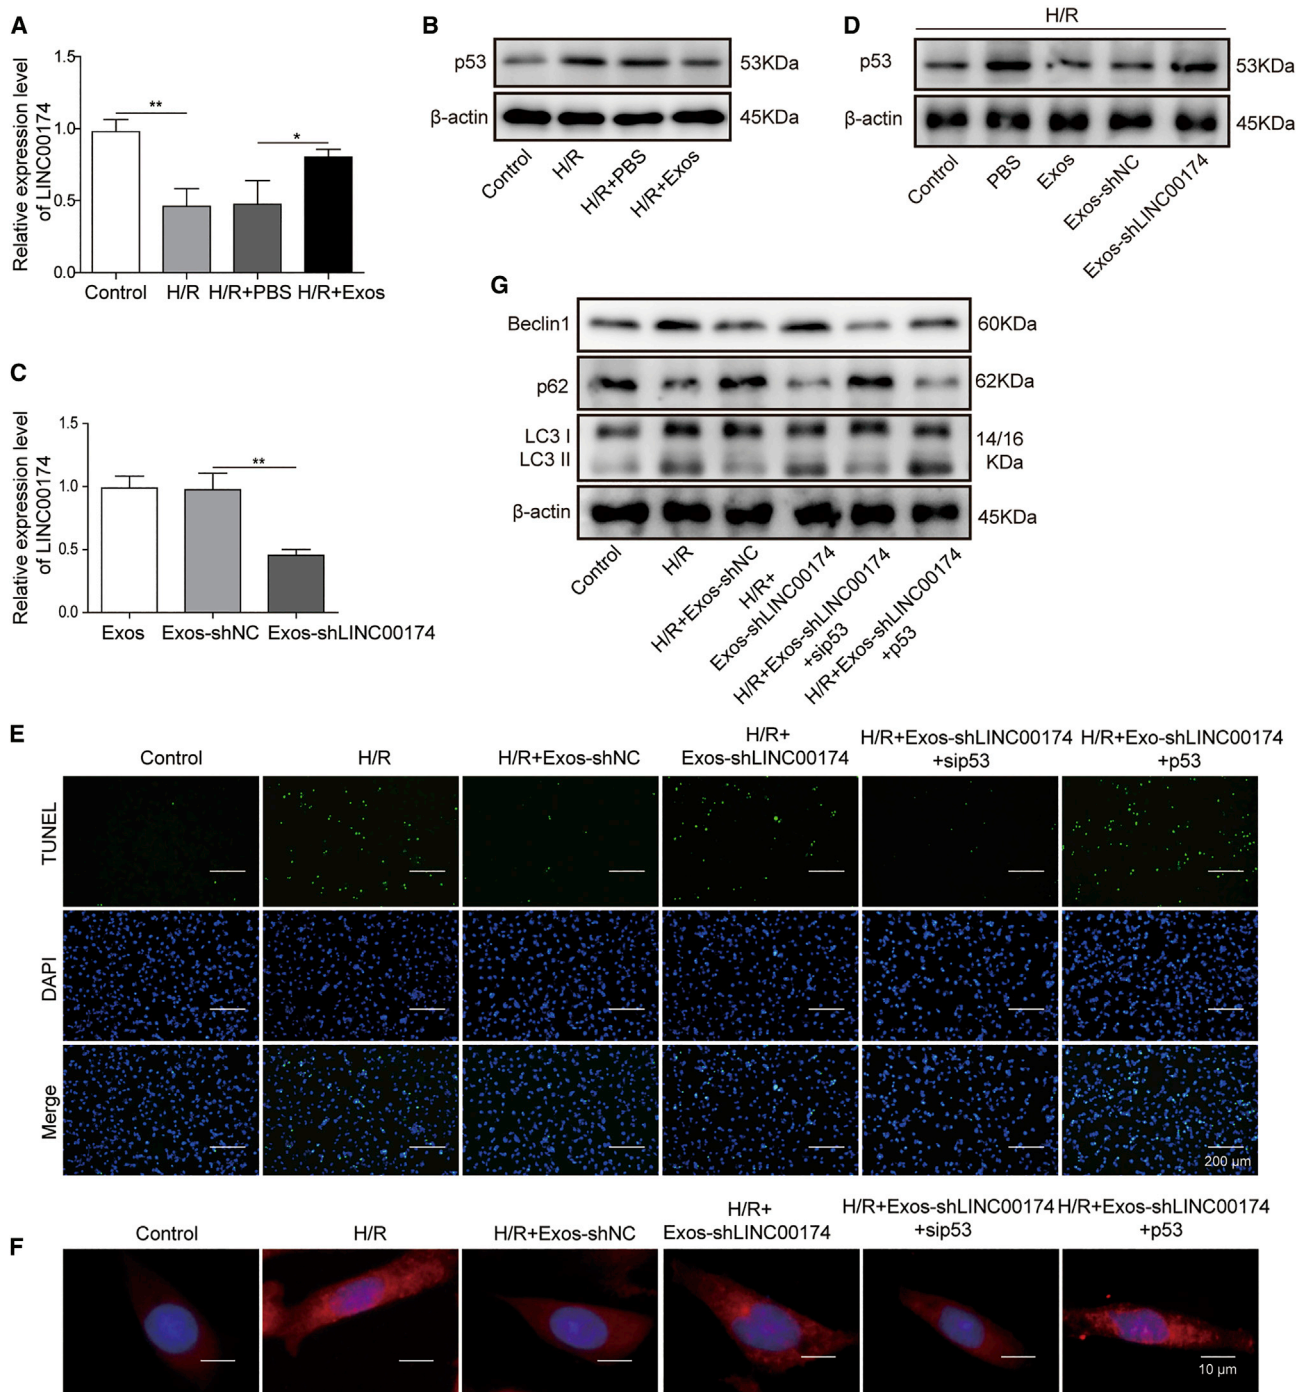 A
Relative expression level
of LINC00174
1.5
1.0
0.5
0.0
**
*
Control
H/R
H/R+PBS
H/R+Exos
B
p53
53KDa
β-actin
45KDa
Control
H/R
H/R+PBS
H/R+Exos
D
H/R
p53
53KDa
β-actin
45KDa
Control
PBS
Exos
Exos-shNC
Exos-shLINC00174
C
Relative expression level
of LINC00174
1.5
1.0
0.5
0.0
**
Exos
Exos-shNC
Exos-shLINC00174
G
Beclin1
60KDa
p62
62KDa
LC3 I
LC3 II
14/16
KDa
β-actin
45KDa
Control
H/R
H/R+Exos-shNC
H/R+
Exos-shLINC00174
H/R+Exos-shLINC00174
+sip53
H/R+Exos-shLINC00174
+p53
E
Control
H/R
H/R+Exos-shNC
H/R+
Exos-shLINC00174
H/R+Exos-shLINC00174
+sip53
H/R+Exo-shLINC00174
+p53
TUNEL
DAPI
Merge
200 μm
F
Control
H/R
H/R+Exos-shNC
H/R+
Exos-shLINC00174
H/R+Exos-shLINC00174
+sip53
H/R+Exos-shLINC00174
+p53
10 μm